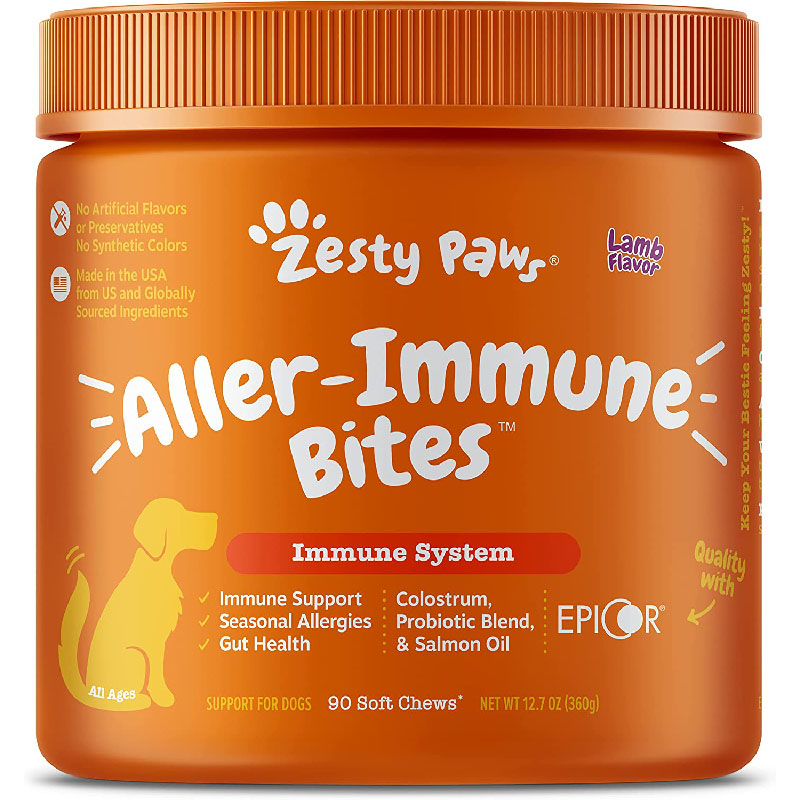 No Artificial Flavors
or Preservatives
No Synthetic Colors
Made in the USA
from US and Globally
Sourced Ingredients
Zesty Paws®
Lamb
Flavor
Aller-Immune
Bites™
Immune System
✓ Immune Support
✓ Seasonal Allergies
✓ Gut Health
Colostrum,
Probiotic Blend,
& Salmon Oil
EPICOR®
Quality
with
Keep Your Bestie Feeling Zesty!
All Ages
SUPPORT FOR DOGS 90 Soft Chews* NET WT 12.7 OZ (360g)